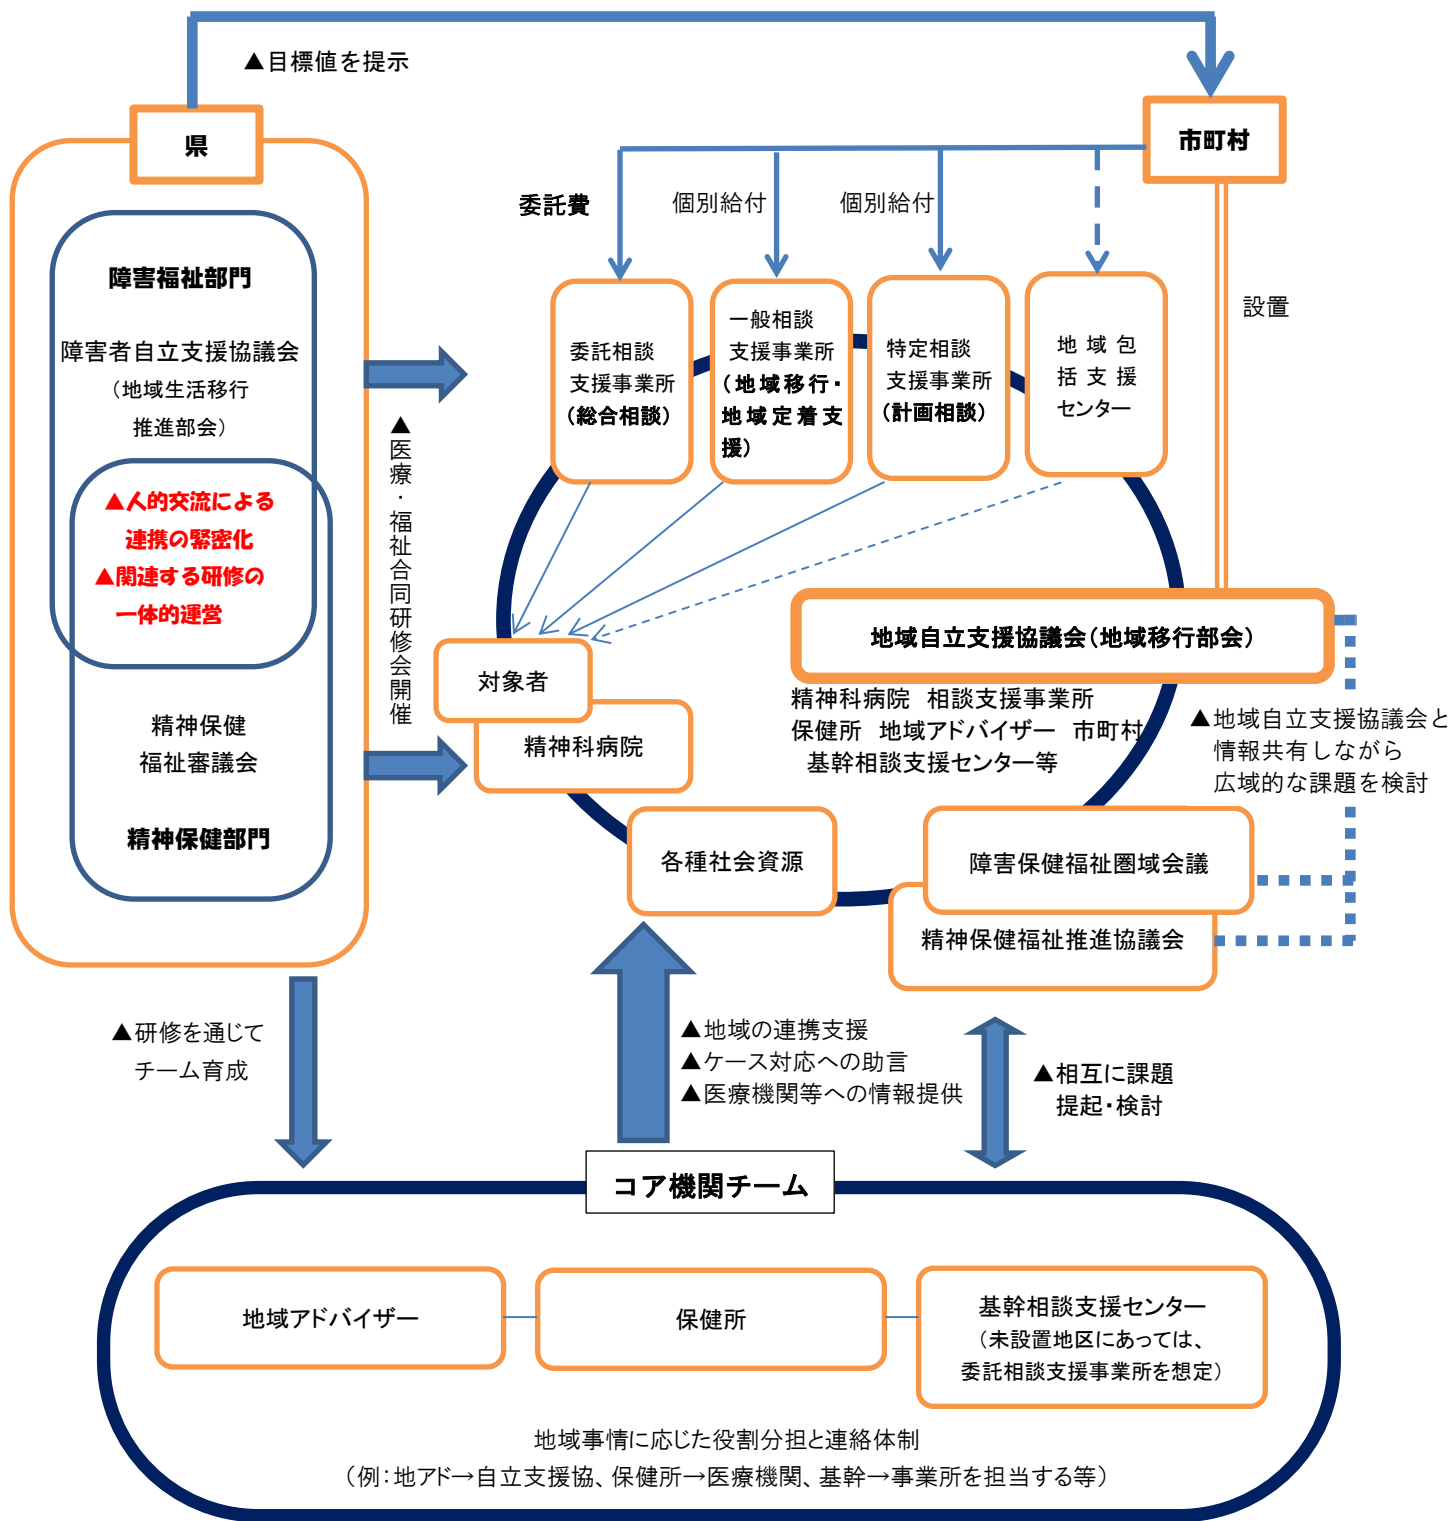 ▲目標値を提示
県
市町村
委託費
個別給付
個別給付
設置
障害福祉部門
障害者自立支援協議会
（地域生活移行
推進部会）
▲人的交流による
連携の緊密化
▲関連する研修の
一体的運営
精神保健
福祉審議会
精神保健部門
▲医療・福祉合同研修会開催
委託相談
支援事業所
（総合相談）
一般相談
支援事業所
（地域移行・
地域定着支
援）
特定相談
支援事業所
（計画相談）
地域包
括支援
センター
対象者
精神科病院
地域自立支援協議会（地域移行部会）
精神科病院　相談支援事業所
保健所　地域アドバイザー　市町村
基幹相談支援センター等
▲地域自立支援協議会と
情報共有しながら
広域的な課題を検討
各種社会資源
障害保健福祉圏域会議
精神保健福祉推進協議会
▲研修を通じて
チーム育成
▲地域の連携支援
▲ケース対応への助言
▲医療機関等への情報提供
▲相互に課題
提起・検討
コア機関チーム
地域アドバイザー
保健所
基幹相談支援センター
（未設置地区にあっては、
委託相談支援事業所を想定）
地域事情に応じた役割分担と連絡体制
（例：地アド→自立支援協、保健所→医療機関、基幹→事業所を担当する等）